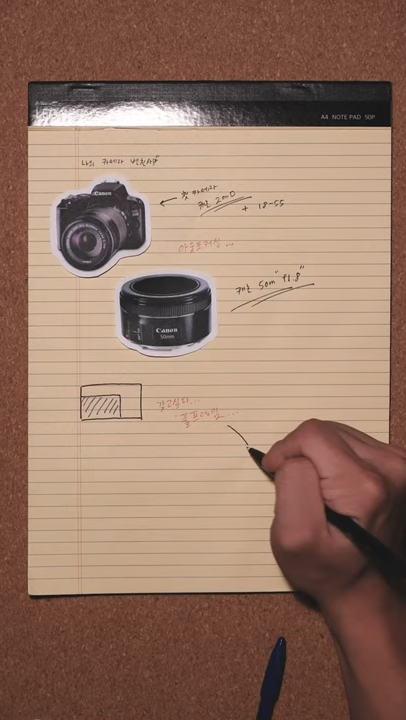 A4 NOTE PAD 50P
나의 카메라 변천사"
Canon
첫 카메라
캐논 200D
+ 18-55
아웃포커싱 ...
Canon
50mm
캐논 50m" f1.8"
갖고싶다...
풀프레임...